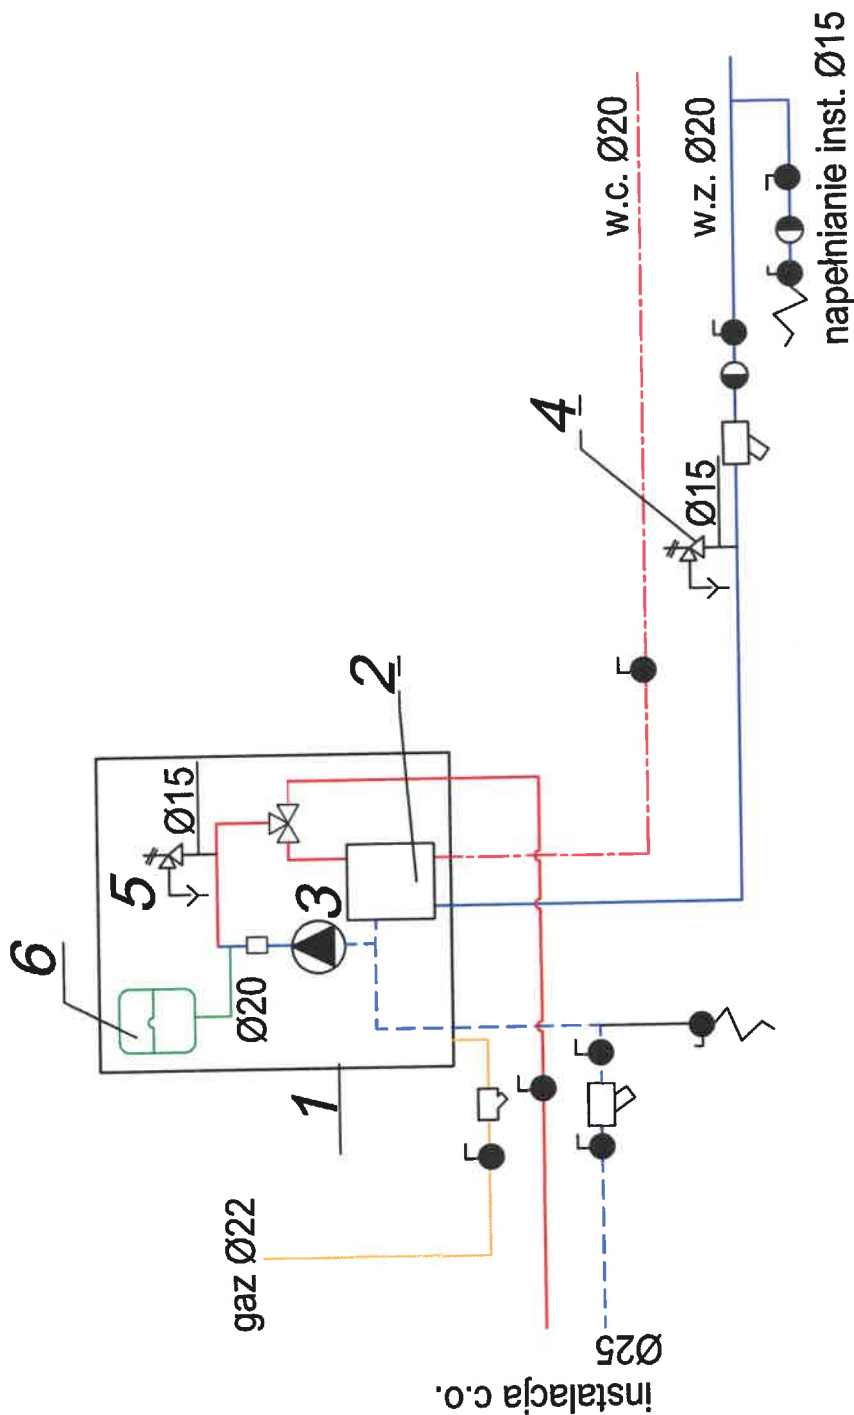 6
5
Ø15
Ø20
3
2
1
gaz Ø22
4
Ø15
w.c. Ø20
w.z. Ø20
napełnianie inst. Ø15
Ø25
instalacja c.o.